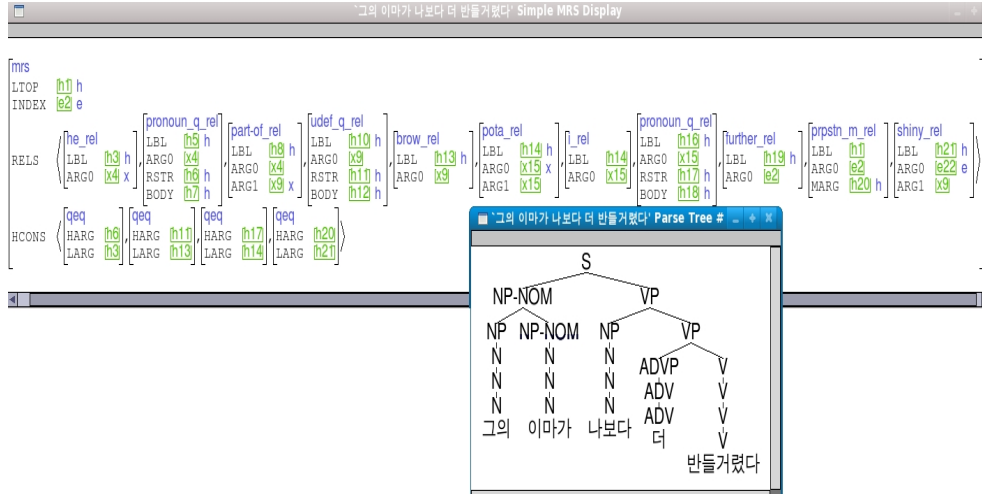 `그의 이마가 나보다 더 반들거렸다' Simple MRS Display
mrs
LTOP h1 h
INDEX e2 e
RELS
he_rel
LBL h3 h
ARG0 x4 x
pronoun_q_rel
LBL h5 h
ARG0 x4
RSTR h6 h
BODY h7 h
part-of_rel
LBL h8 h
ARG0 x4
ARG1 x9 x
udef_q_rel
LBL h10 h
ARG0 x9
RSTR h11 h
BODY h12 h
brow_rel
LBL h13 h
ARG0 x9
pota_rel
LBL h14 h
ARG0 x15 x
ARG1 x15
i_rel
LBL h14
ARG0 x15
pronoun_q_rel
LBL h16 h
ARG0 x15
RSTR h17 h
BODY h18 h
further_rel
LBL h19 h
ARG0 e2
prpstn_m_rel
LBL h1
ARG0 e2
MARG h20 h
shiny_rel
LBL h21 h
ARG0 e22 e
ARG1 x9
HCONS
qeq
HARG h6
LARG h3
qeq
HARG h11
LARG h13
qeq
HARG h17
LARG h14
qeq
HARG h20
LARG h21
`그의 이마가 나보다 더 반들거렸다' Parse Tree #
S
NP-NOM VP
NP NP-NOM NP VP
N N N ADVP V
N N N ADV V
N N N ADV V
그의 이마가 나보다 더 V
반들거렸다